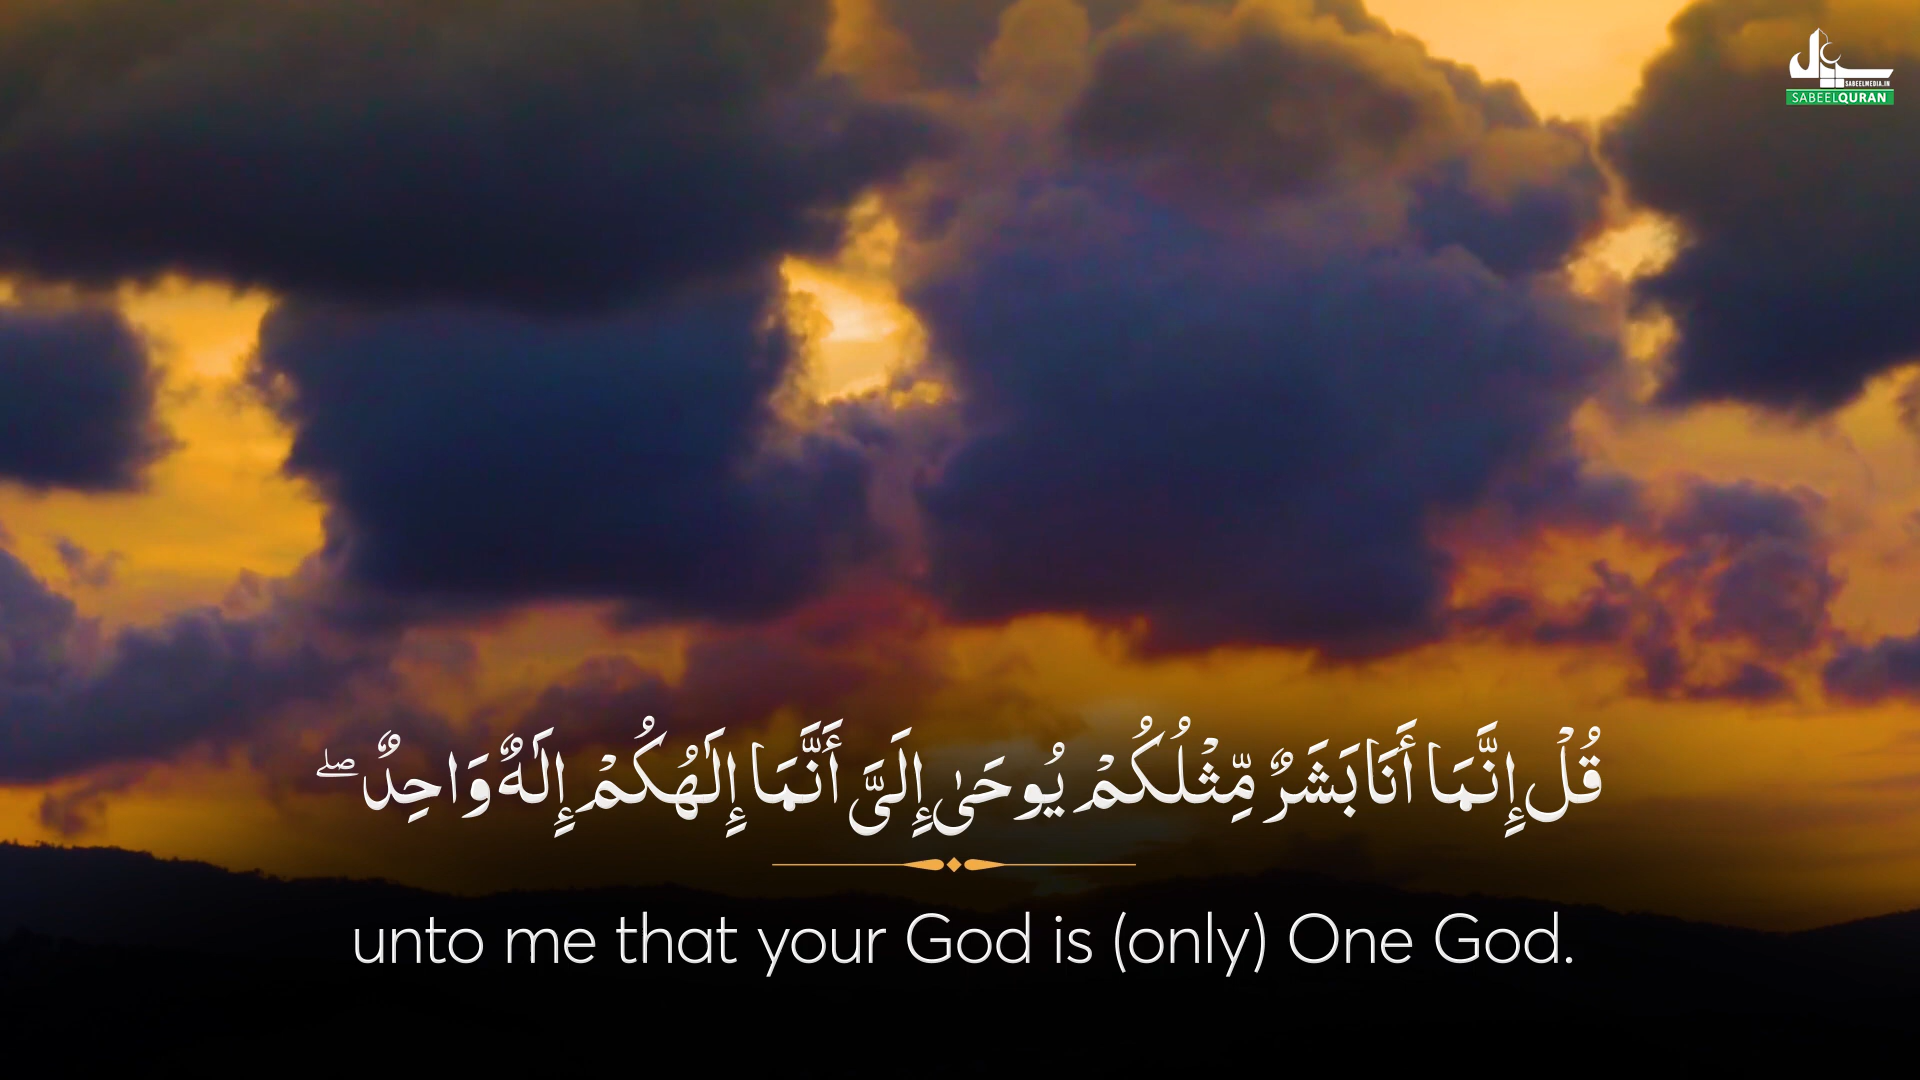 SABEELMEDIA.IN
SABEELQURAN
قُلْ إِنَّمَا أَنَا بَشَرٌ مِّثْلُكُمْ يُوحَىٰ إِلَىَّ أَنَّمَا إِلَٰهُكُمْ إِلَٰهٌ وَاحِدٌ ۖ
unto me that your God is (only) One God.